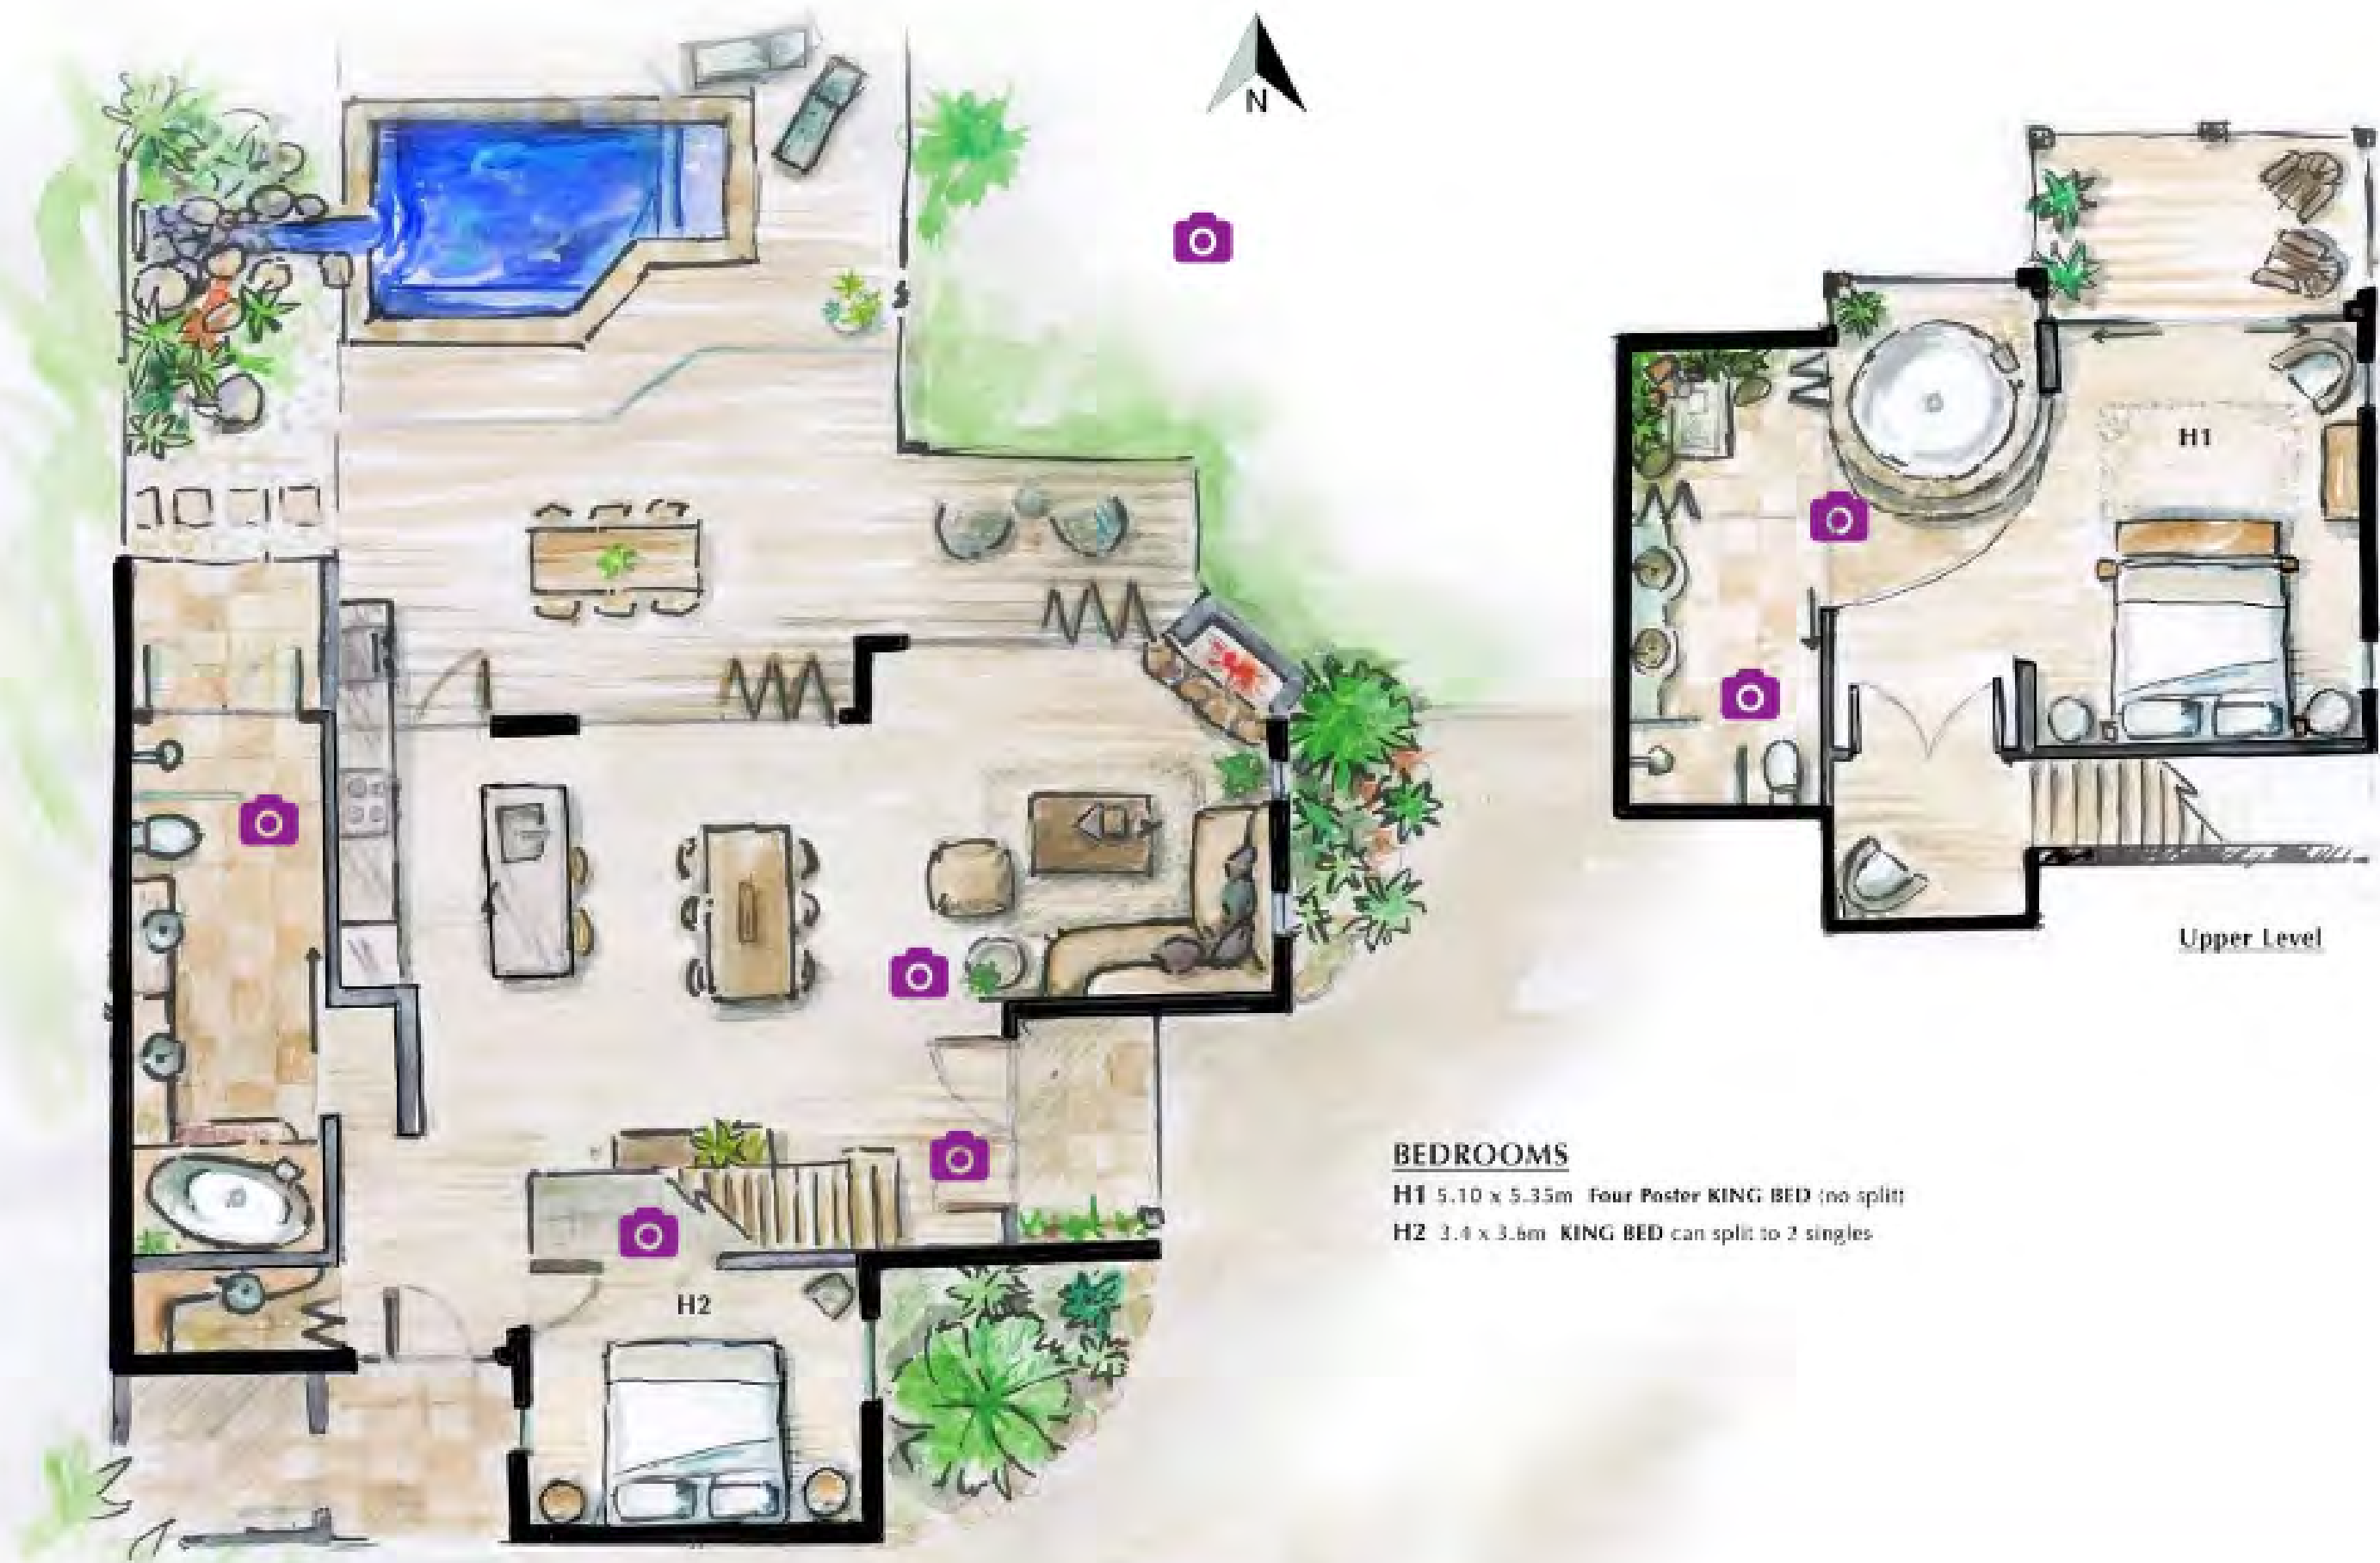 N
H1
Upper Level
H2
BEDROOMS
H1 5.10 x 5.35m Four Poster KING BED (no split)
H2 3.4 x 3.6m KING BED can split to 2 singles